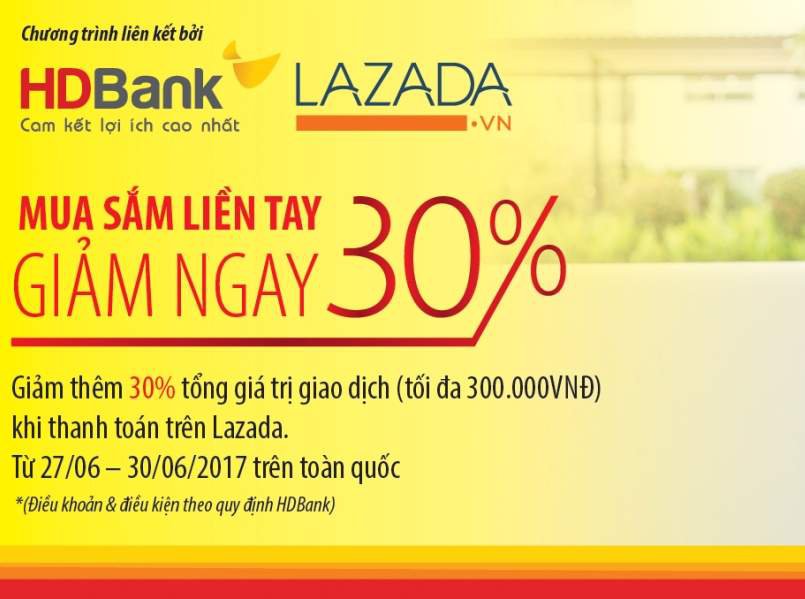 Chương trình liên kết bởi
HDBank
Cam kết lợi ích cao nhất
LAZADA
.VN
MUA SẮM LIỀN TAY
GIẢM NGAY 30%
Giảm thêm 30% tổng giá trị giao dịch (tối đa 300.000VNĐ)
khi thanh toán trên Lazada.
Từ 27/06 – 30/06/2017 trên toàn quốc
*(Điều khoản & điều kiện theo quy định HDBank)